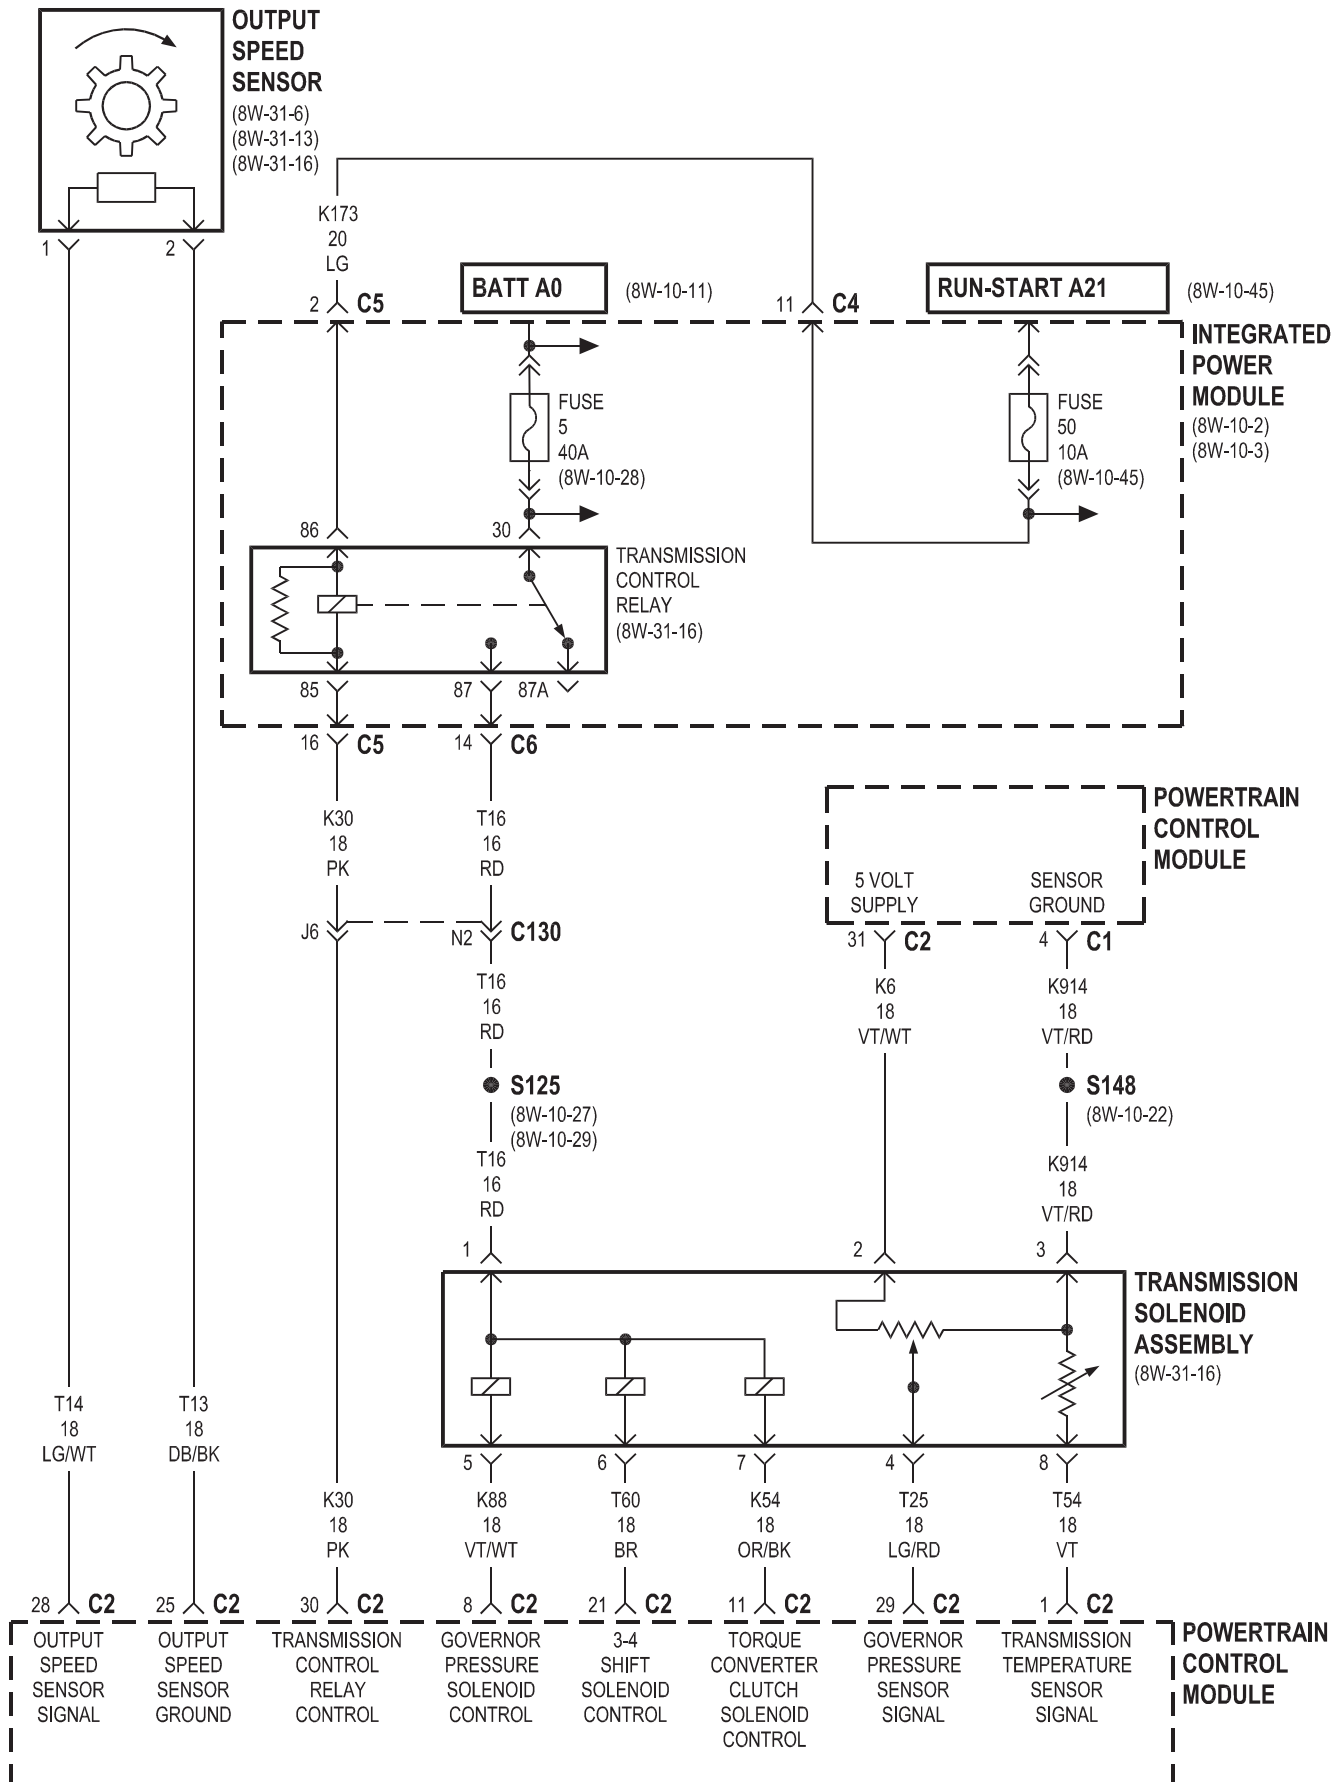 OUTPUT
SPEED
SENSOR
(8W-31-6)
(8W-31-13)
(8W-31-16)
1
2
K173
20
LG
2
C5
BATT A0
(8W-10-11)
11
C4
RUN-START A21
(8W-10-45)
INTEGRATED
POWER
MODULE
(8W-10-2)
(8W-10-3)
FUSE
5
40A
(8W-10-28)
FUSE
50
10A
(8W-10-45)
86
30
TRANSMISSION
CONTROL
RELAY
(8W-31-16)
85
87
87A
16
C5
14
C6
K30
18
PK
T16
16
RD
POWERTRAIN
CONTROL
MODULE
5 VOLT
SUPPLY
SENSOR
GROUND
J6
N2
C130
31
C2
4
C1
T16
16
RD
K6
18
VT/WT
K914
18
VT/RD
S125
(8W-10-27)
(8W-10-29)
S148
(8W-10-22)
T16
16
RD
K914
18
VT/RD
1
2
3
TRANSMISSION
SOLENOID
ASSEMBLY
(8W-31-16)
T14
18
LG/WT
T13
18
DB/BK
5
6
7
4
8
K30
18
PK
K88
18
VT/WT
T60
18
BR
K54
18
OR/BK
T25
18
LG/RD
T54
18
VT
28 C2
25 C2
30 C2
8 C2
21 C2
11 C2
29 C2
1 C2
OUTPUT
SPEED
SENSOR
SIGNAL
OUTPUT
SPEED
SENSOR
GROUND
TRANSMISSION
CONTROL
RELAY
CONTROL
GOVERNOR
PRESSURE
SOLENOID
CONTROL
3-4
SHIFT
SOLENOID
CONTROL
TORQUE
CONVERTER
CLUTCH
SOLENOID
CONTROL
GOVERNOR
PRESSURE
SENSOR
SIGNAL
TRANSMISSION
TEMPERATURE
SENSOR
SIGNAL
POWERTRAIN
CONTROL
MODULE